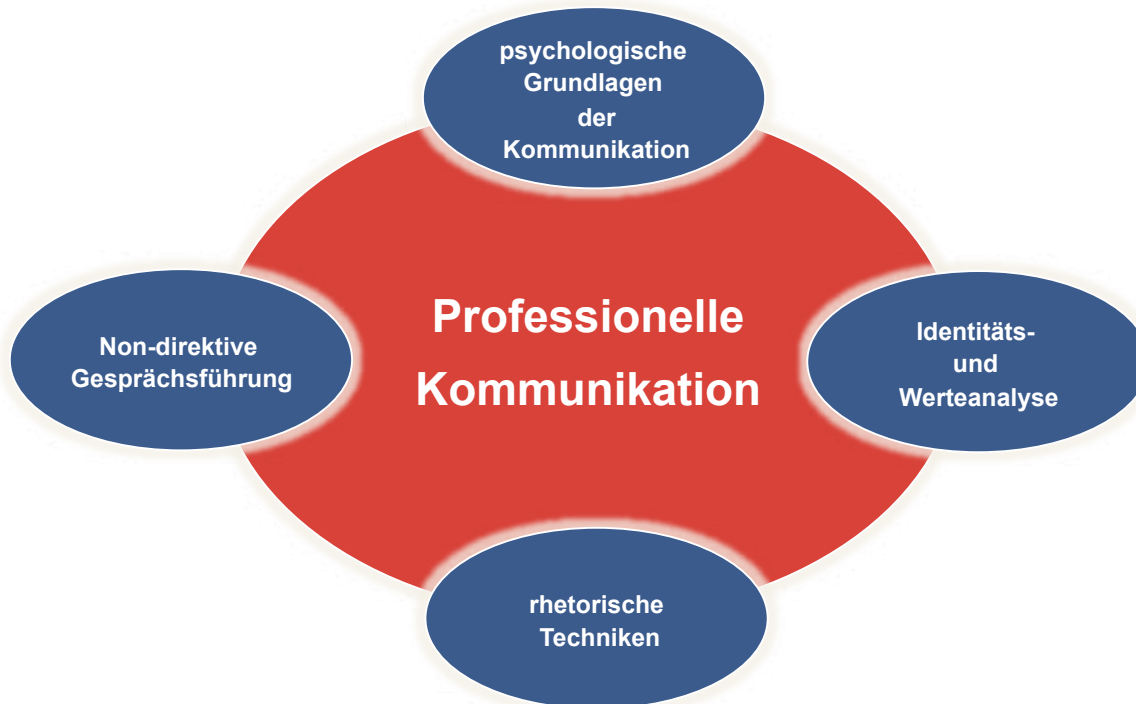 psychologische
Grundlagen
der
Kommunikation
Non-direktive
Gesprächsführung
Professionelle
Kommunikation
Identitäts-
und
Werteanalyse
rhetorische
Techniken